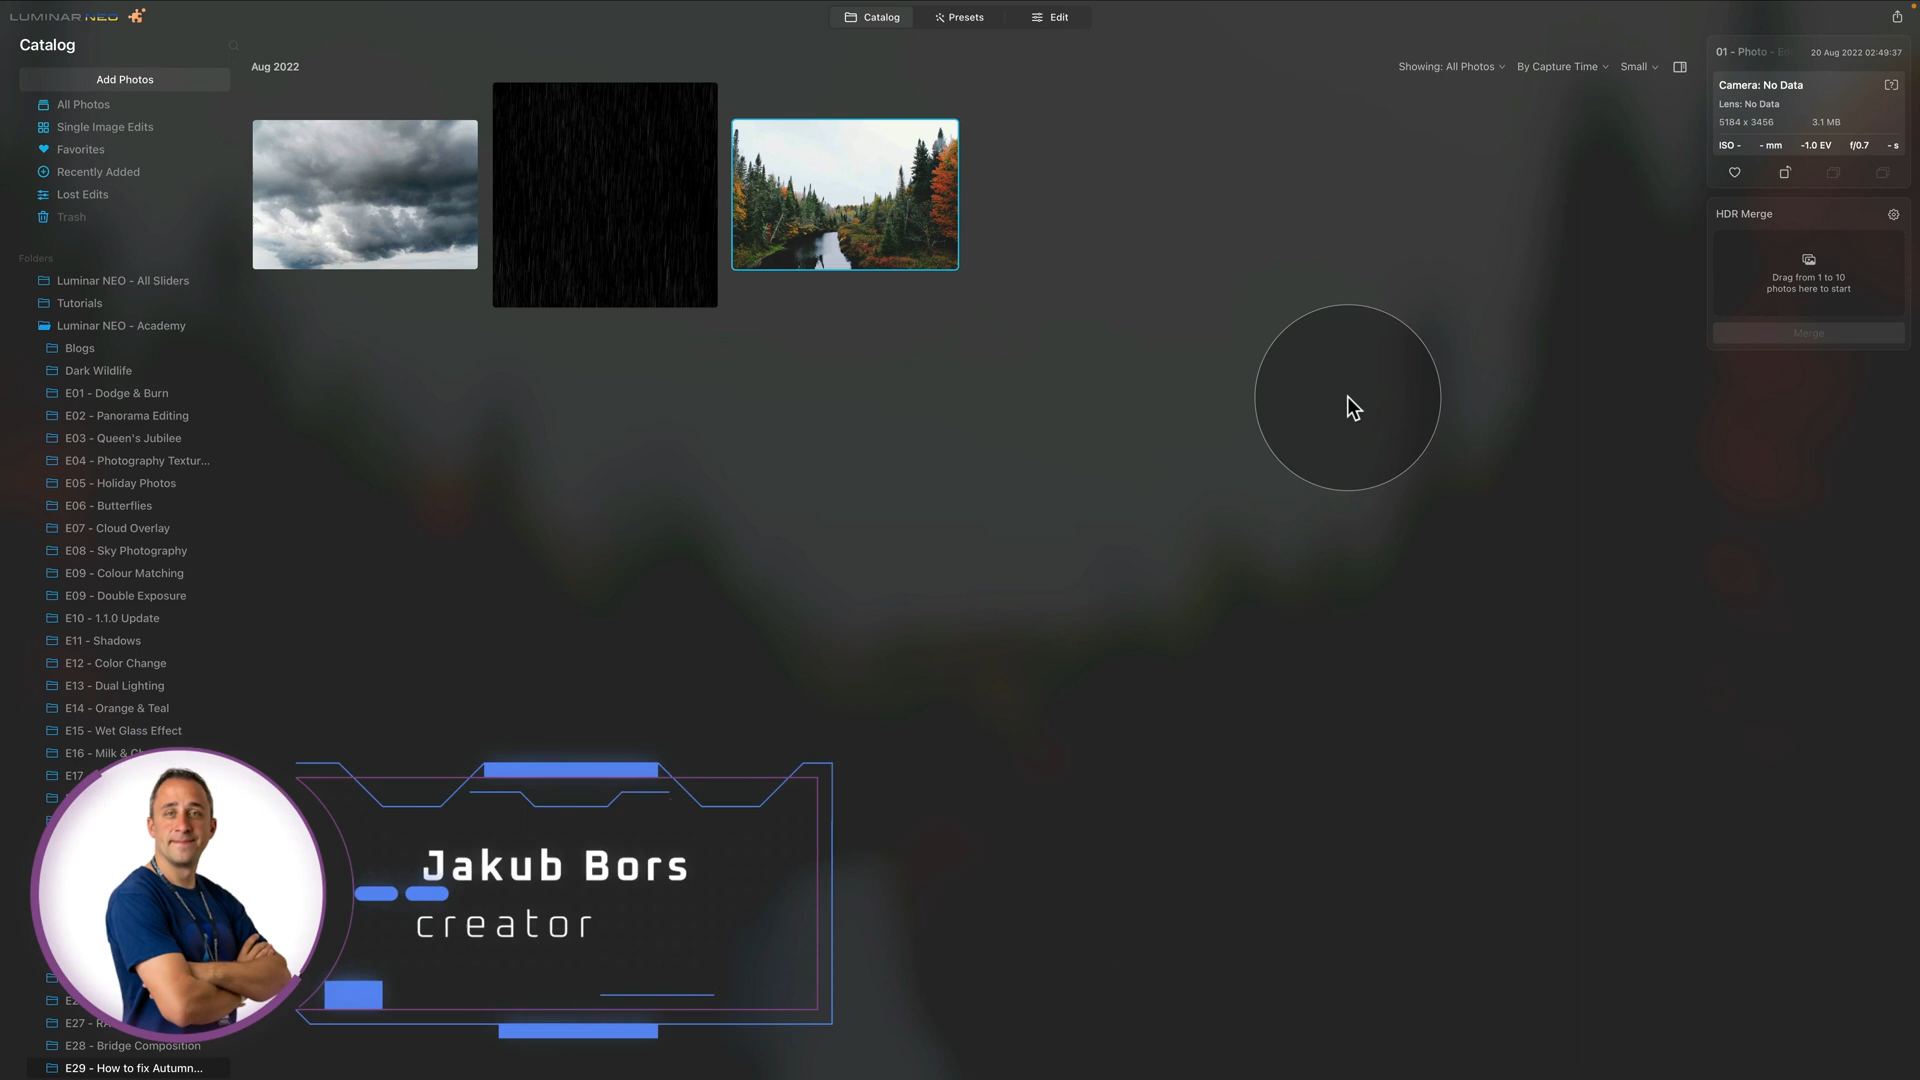 LUMINAR NEO
Catalog
Presets
Edit
Catalog
Add Photos
All Photos
Single Image Edits
Favorites
Recently Added
Lost Edits
Trash
Folders
Luminar NEO - All Sliders
Tutorials
Luminar NEO - Academy
Blogs
Dark Wildlife
E01 - Dodge & Burn
E02 - Panorama Editing
E03 - Queen's Jubilee
E04 - Photography Textur...
E05 - Holiday Photos
E06 - Butterflies
E07 - Cloud Overlay
E08 - Sky Photography
E09 - Colour Matching
E09 - Double Exposure
E10 - 1.1.0 Update
E11 - Shadows
E12 - Color Change
E13 - Dual Lighting
E14 - Orange & Teal
E15 - Wet Glass Effect
E16 - Milk &
E17
E27 -
E28 - Bridge Composition
E29 - How to fix Autumn...
Aug 2022
Showing: All Photos
By Capture Time
Small
01 - Photo - Ed
20 Aug 2022 02:49:37
Camera: No Data
Lens: No Data
5184 x 3456
3.1 MB
ISO -
- mm
-1.0 EV
f/0.7
- s
HDR Merge
Drag from 1 to 10
photos here to start
Merge
Jakub Bors
creator